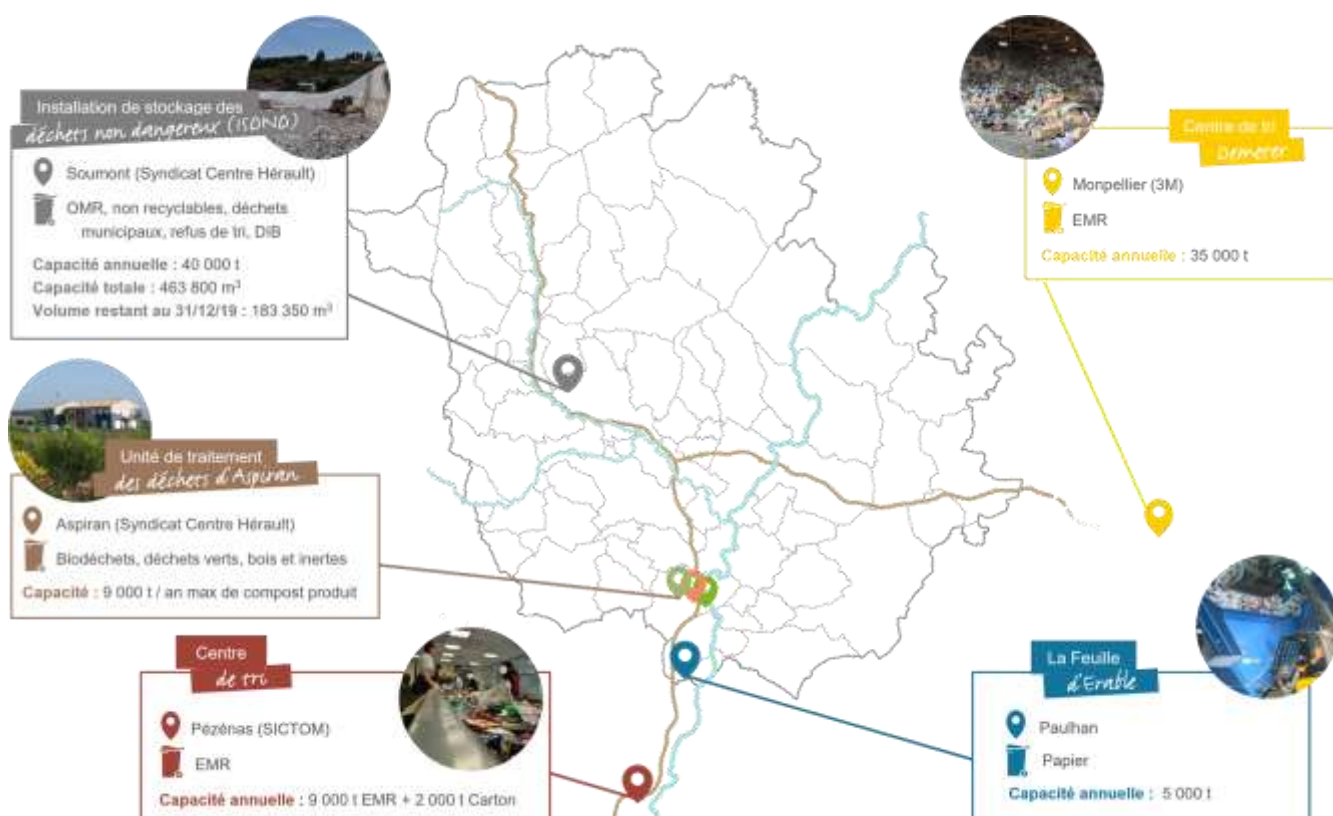 Installation de stockage des
déchets non dangereux (ISDND)
Soumont (Syndicat Centre Hérault)
OMR, non recyclables, déchets
municipaux, refus de tri, DIB
Capacité annuelle : 40 000 t
Capacité totale : 463 800 m³
Volume restant au 31/12/19 : 183 350 m³
Centre de tri
Demeter
Monpellier (3M)
EMR
Capacité annuelle : 35 000 t
Unité de traitement
des déchets d'Aspiran
Aspiran (Syndicat Centre Hérault)
Biodéchets, déchets verts, bois et inertes
Capacité : 9 000 t / an max de compost produit
Centre
de tri
Pézénas (SICTOM)
EMR
Capacité annuelle : 9 000 t EMR + 2 000 t Carton
La Feuille
d'Erable
Paulhan
Papier
Capacité annuelle : 5 000 t